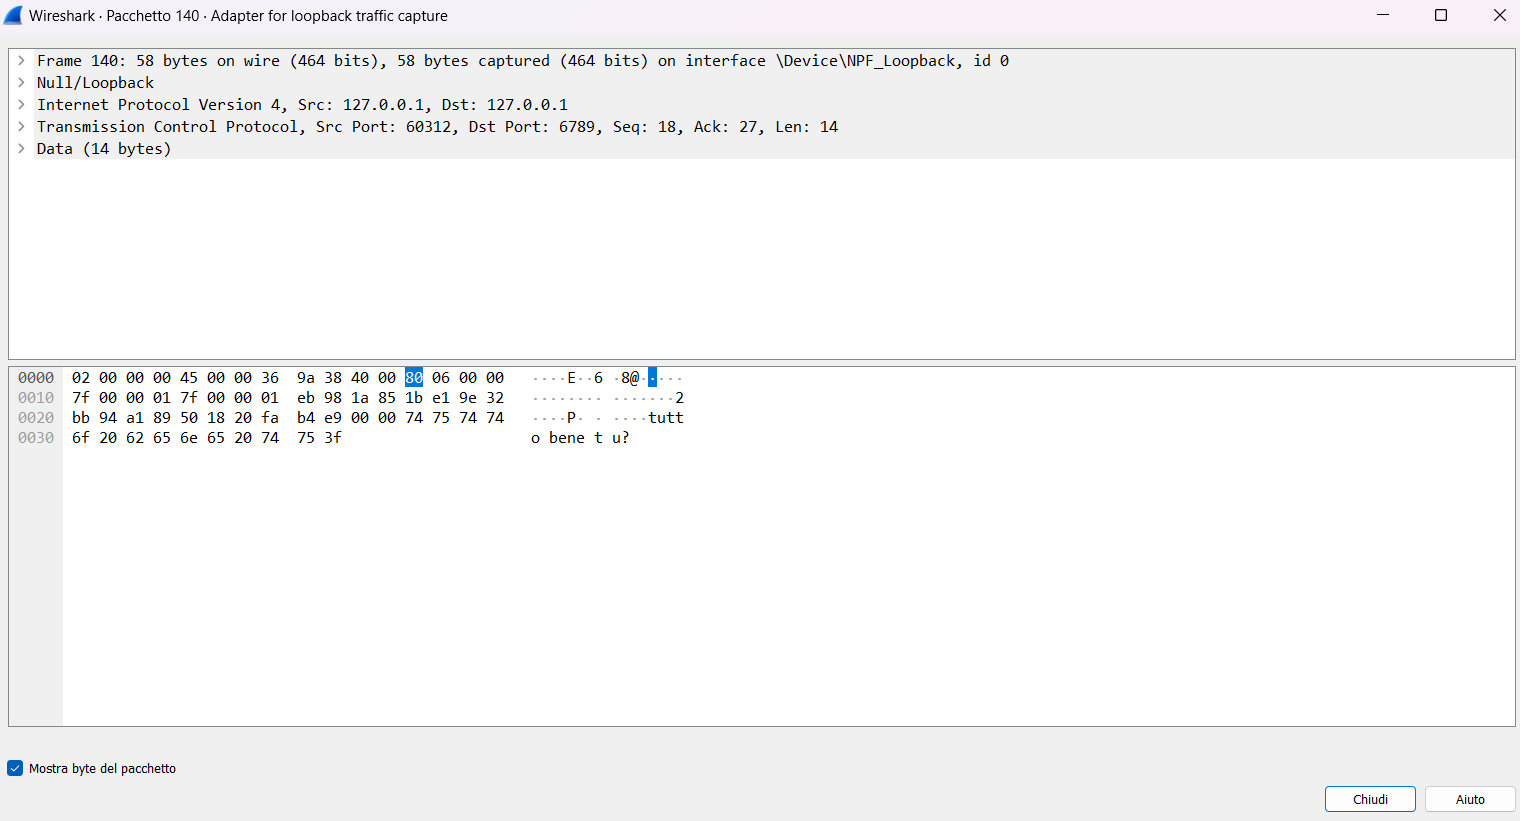 Wireshark · Pacchetto 140 · Adapter for loopback traffic capture
Frame 140: 58 bytes on wire (464 bits), 58 bytes captured (464 bits) on interface \Device\NPF_Loopback, id 0
Null/Loopback
Internet Protocol Version 4, Src: 127.0.0.1, Dst: 127.0.0.1
Transmission Control Protocol, Src Port: 60312, Dst Port: 6789, Seq: 18, Ack: 27, Len: 14
Data (14 bytes)
0000 02 00 00 00 45 00 00 36 9a 38 40 00 80 06 00 00 ····E··6 ·8@·····
0010 7f 00 00 01 7f 00 00 01 eb 98 1a 85 1b e1 9e 32 ········ ·······2
0020 bb 94 a1 89 50 18 20 fa b4 e9 00 00 74 75 74 74 ····P· · ····tutt
0030 6f 20 62 65 6e 65 20 74 75 3f o bene t u?
Mostra byte del pacchetto
Chiudi
Aiuto